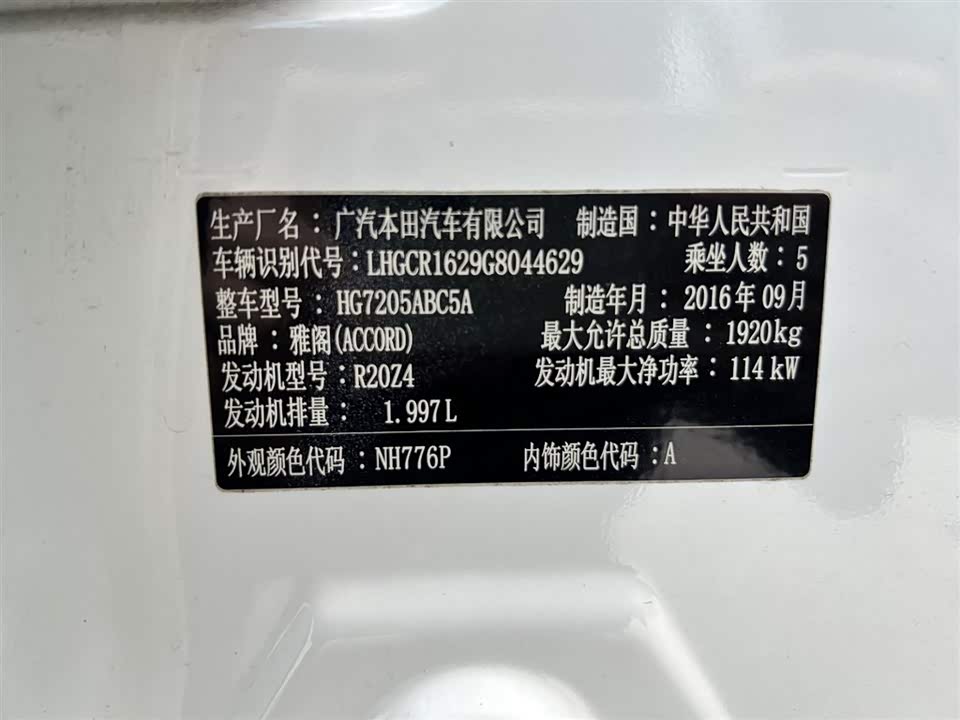 生产厂名：广汽本田汽车有限公司 制造国：中华人民共和国
车辆识别代号：LHGCR1629G8044629 乘坐人数：5
整车型号：HG7205ABC5A 制造年月：2016年09月
品牌：雅阁(ACCORD) 最大允许总质量：1920kg
发动机型号：R20Z4 发动机最大净功率：114 kW
发动机排量：1.997L
外观颜色代码：NH776P 内饰颜色代码：A